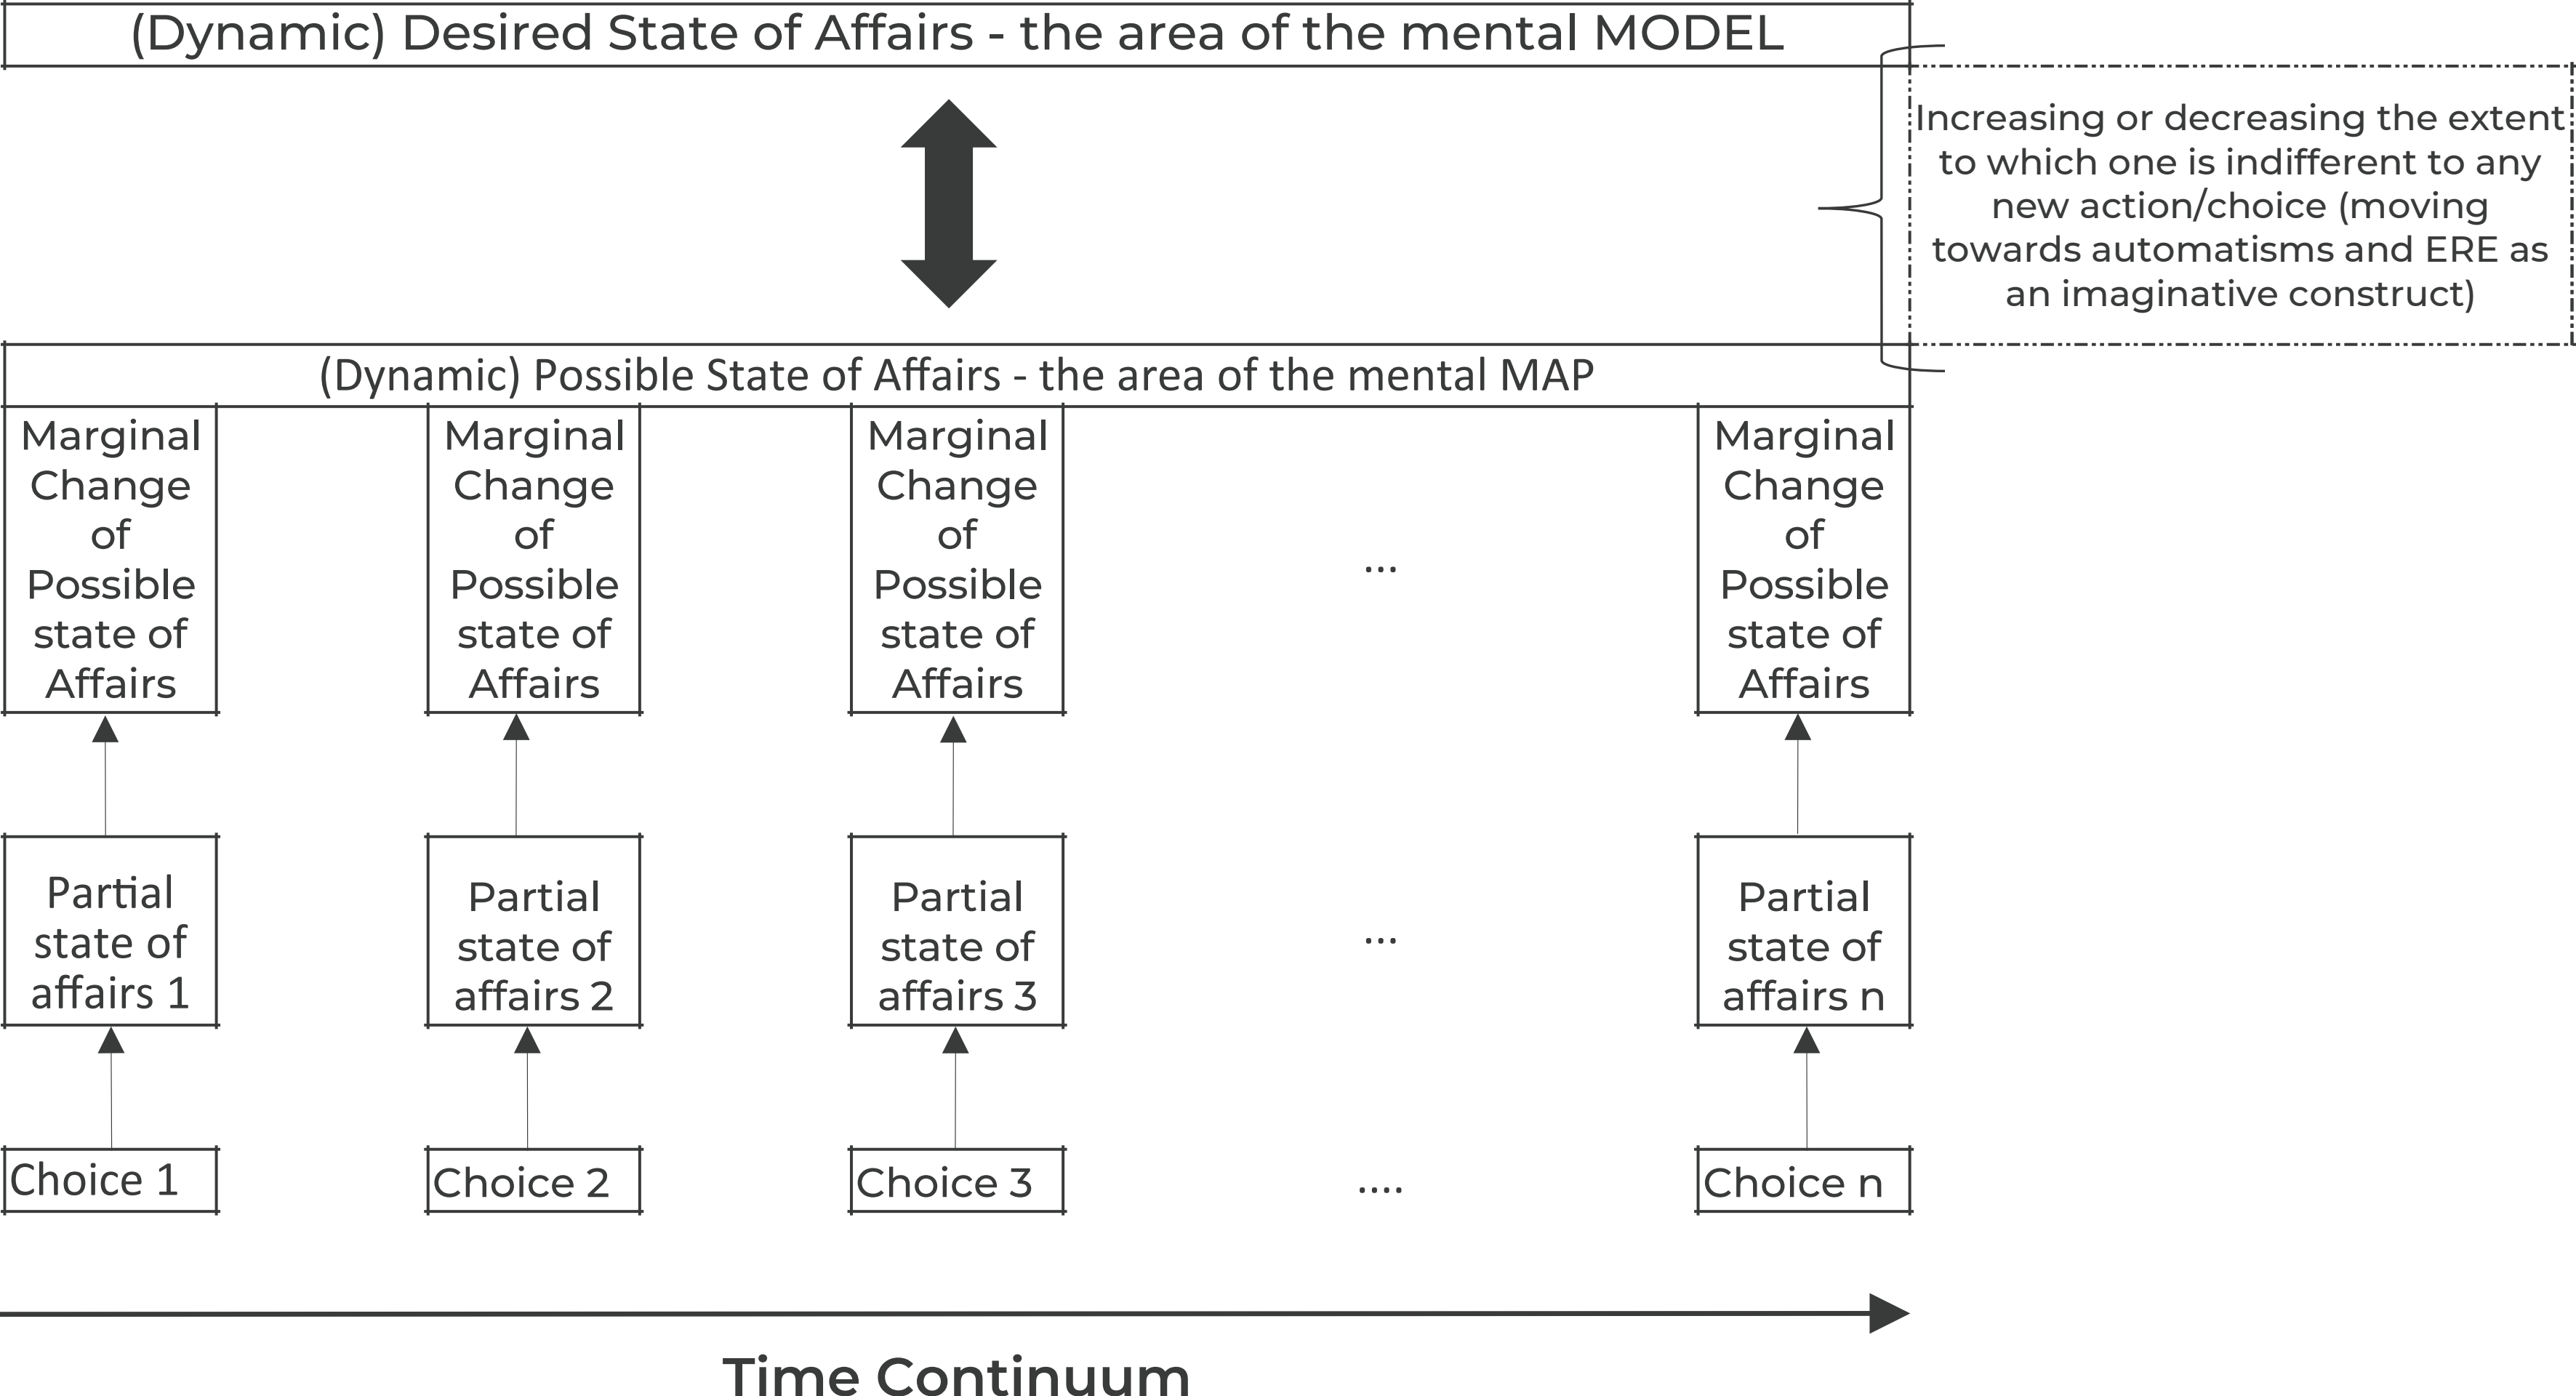 (Dynamic) Desired State of Affairs - the area of the mental MODEL
Increasing or decreasing the extent
to which one is indifferent to any
new action/choice (moving
towards automatisms and ERE as
an imaginative construct)
(Dynamic) Possible State of Affairs - the area of the mental MAP
Marginal
Change
of
Possible
state of
Affairs
Marginal
Change
of
Possible
state of
Affairs
Marginal
Change
of
Possible
state of
Affairs
...
Marginal
Change
of
Possible
state of
Affairs
Partial
state of
affairs 1
Partial
state of
affairs 2
Partial
state of
affairs 3
...
Partial
state of
affairs n
Choice 1
Choice 2
Choice 3
....
Choice n
Time Continuum